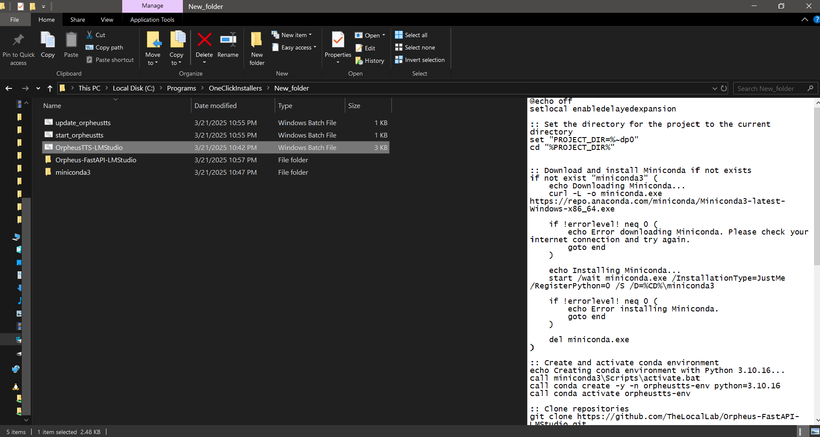 Manage
New_folder
File
Home
Share
View
Application Tools
Pin to Quick access
Copy
Paste
Cut
Copy path
Paste shortcut
Move to
Copy to
Delete
Rename
New folder
New item
Easy access
Properties
Open
Edit
History
Select all
Select none
Invert selection
Clipboard
Organize
New
Open
Select
This PC > Local Disk (C:) > Programs > OneClickInstallers > New_folder
Search New_folder
Name Date modified Type Size
update_orpheustts 3/21/2025 10:55 PM Windows Batch File 1 KB
start_orpheustts 3/21/2025 10:55 PM Windows Batch File 1 KB
OrpheusTTS-LMStudio 3/21/2025 10:42 PM Windows Batch File 3 KB
Orpheus-FastAPI-LMStudio 3/21/2025 10:57 PM File folder
miniconda3 3/21/2025 10:47 PM File folder
@echo off
setlocal enabledelayedexpansion
:: Set the directory for the project to the current
directory
set "PROJECT_DIR=%~dp0"
cd "%PROJECT_DIR%"
:: Download and install Miniconda if not exists
if not exist "miniconda3" (
echo Downloading Miniconda...
curl -L -o miniconda.exe
https://repo.anaconda.com/miniconda/Miniconda3-latest-
Windows-x86_64.exe
if !errorlevel! neq 0 (
echo Error downloading Miniconda. Please check your
internet connection and try again.
goto end
)
echo Installing Miniconda...
start /wait miniconda.exe /InstallationType=JustMe
/RegisterPython=0 /S /D=%CD%\miniconda3
if !errorlevel! neq 0 (
echo Error installing Miniconda.
goto end
)
del miniconda.exe
)
:: Create and activate conda environment
echo Creating conda environment with Python 3.10.16...
call miniconda3\Scripts\activate.bat
call conda create -y -n orpheustts-env python=3.10.16
call conda activate orpheustts-env
:: Clone repositories
git clone https://github.com/TheLocalLab/Orpheus-FastAPI-
LMStudio.git
5 items
1 item selected 2.48 KB